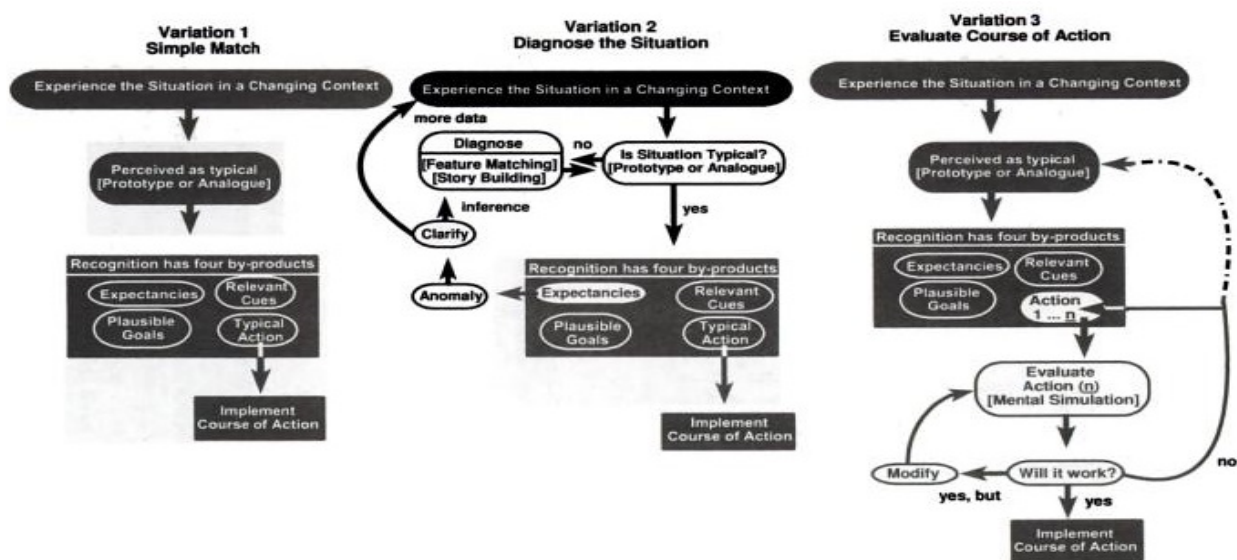 Variation 1
Simple Match
Experience the Situation in a Changing Context
Perceived as typical
[Prototype or Analogue]
Recognition has four by-products
Expectancies
Relevant
Cues
Plausible
Goals
Typical
Action
Implement
Course of Action
Variation 2
Diagnose the Situation
Experience the Situation in a Changing Context
more data
Diagnose
[Feature Matching]
[Story Building]
no
Is Situation Typical?
[Prototype or Analogue]
inference
yes
Clarify
Anomaly
Recognition has four by-products
Expectancies
Relevant
Cues
Plausible
Goals
Typical
Action
Implement
Course of Action
Variation 3
Evaluate Course of Action
Experience the Situation in a Changing Context
Perceived as typical
[Prototype or Analogue]
Recognition has four by-products
Expectancies
Relevant
Cues
Plausible
Goals
Action
1 ... n
Evaluate
Action (n)
[Mental Simulation]
Modify
Will it work?
no
yes, but
yes
Implement
Course of Action